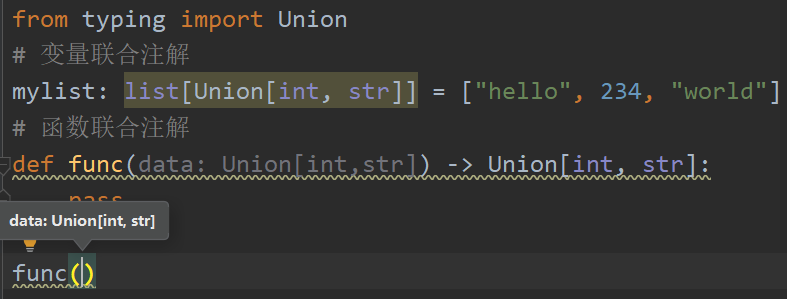 from typing import Union
# 变量联合注解
mylist: list[Union[int, str]] = ["hello", 234, "world"]
# 函数联合注解
def func(data: Union[int,str]) -> Union[int, str]:
pass
data: Union[int, str]
func()